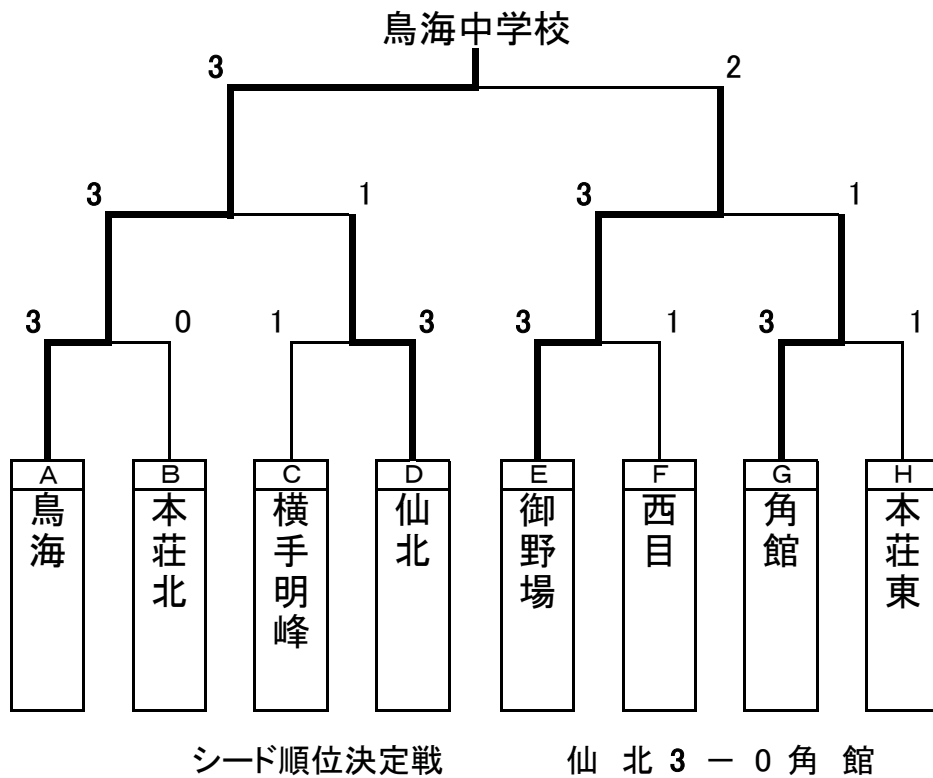 鳥海中学校
3 2
3 1 3 1
3 0 1 3 3 1 3 1
A B C D E F G H
鳥海 本荘北 横手明峰 仙北 御野場 西目 角館 本荘東
シード順位決定戦 仙 北 3 － 0 角 館